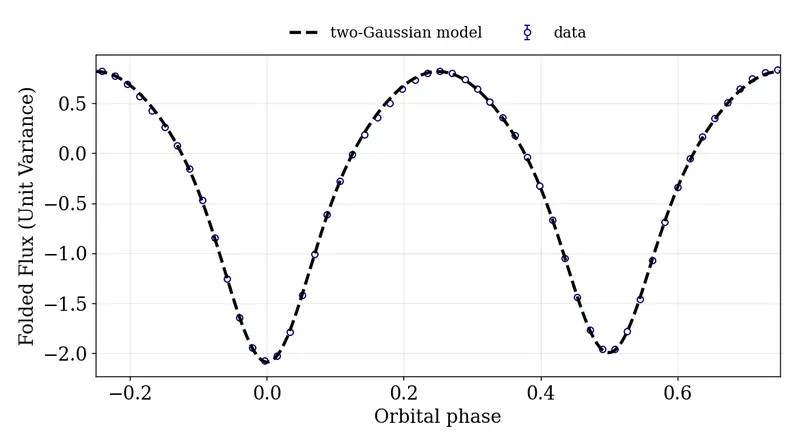 two-Gaussian model data
0.5
0.0
−0.5
−1.0
−1.5
−2.0
Folded Flux (Unit Variance)
−0.2 0.0 0.2 0.4 0.6
Orbital phase